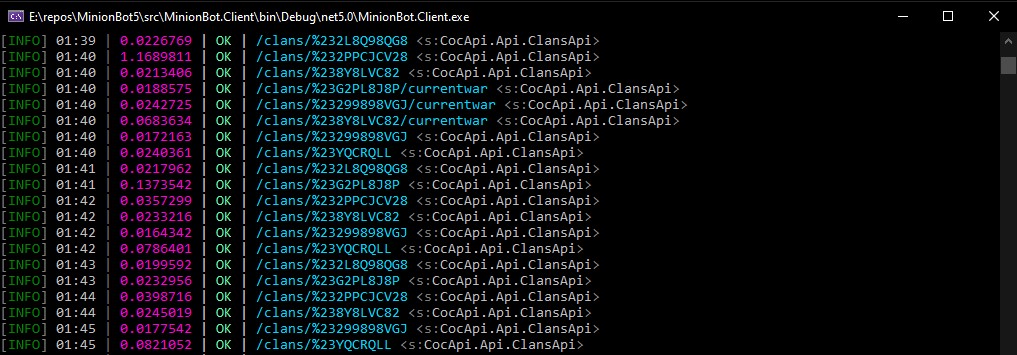 E:\repos\MinionBot5\src\MinionBot.Client\bin\Debug\net5.0\MinionBot.Client.exe
[INFO] 01:39 | 0.0226769 | OK | /clans/%232L8Q98QG8 <s:CocApi.Api.ClansApi>
[INFO] 01:40 | 1.1689811 | OK | /clans/%232PPCJCV28 <s:CocApi.Api.ClansApi>
[INFO] 01:40 | 0.0213406 | OK | /clans/%238Y8LVC82 <s:CocApi.Api.ClansApi>
[INFO] 01:40 | 0.0188575 | OK | /clans/%23G2PL8J8P/currentwar <s:CocApi.Api.ClansApi>
[INFO] 01:40 | 0.0242725 | OK | /clans/%23299898VGJ/currentwar <s:CocApi.Api.ClansApi>
[INFO] 01:40 | 0.0683634 | OK | /clans/%238Y8LVC82/currentwar <s:CocApi.Api.ClansApi>
[INFO] 01:40 | 0.0172163 | OK | /clans/%23299898VGJ <s:CocApi.Api.ClansApi>
[INFO] 01:40 | 0.0240361 | OK | /clans/%23YQCRQLL <s:CocApi.Api.ClansApi>
[INFO] 01:41 | 0.0217962 | OK | /clans/%232L8Q98QG8 <s:CocApi.Api.ClansApi>
[INFO] 01:41 | 0.1373542 | OK | /clans/%23G2PL8J8P <s:CocApi.Api.ClansApi>
[INFO] 01:42 | 0.0357299 | OK | /clans/%232PPCJCV28 <s:CocApi.Api.ClansApi>
[INFO] 01:42 | 0.0233216 | OK | /clans/%238Y8LVC82 <s:CocApi.Api.ClansApi>
[INFO] 01:42 | 0.0164342 | OK | /clans/%23299898VGJ <s:CocApi.Api.ClansApi>
[INFO] 01:42 | 0.0786401 | OK | /clans/%23YQCRQLL <s:CocApi.Api.ClansApi>
[INFO] 01:43 | 0.0199592 | OK | /clans/%232L8Q98QG8 <s:CocApi.Api.ClansApi>
[INFO] 01:43 | 0.0232956 | OK | /clans/%23G2PL8J8P <s:CocApi.Api.ClansApi>
[INFO] 01:44 | 0.0398716 | OK | /clans/%232PPCJCV28 <s:CocApi.Api.ClansApi>
[INFO] 01:44 | 0.0245019 | OK | /clans/%238Y8LVC82 <s:CocApi.Api.ClansApi>
[INFO] 01:45 | 0.0177542 | OK | /clans/%23299898VGJ <s:CocApi.Api.ClansApi>
[INFO] 01:45 | 0.0821052 | OK | /clans/%23YQCRQLL <s:CocApi.Api.ClansApi>